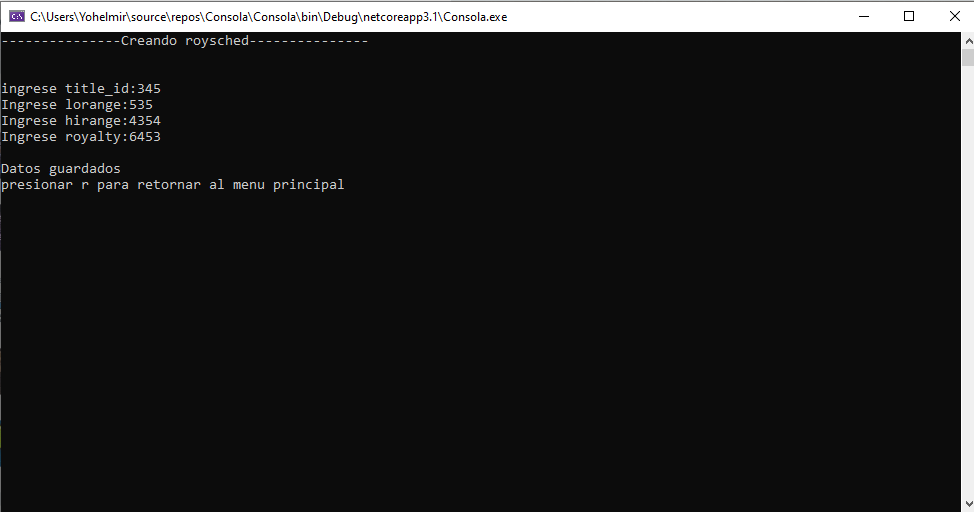 C:\Users\Yohelmir\source\repos\Consola\Consola\bin\Debug\netcoreapp3.1\Consola.exe
---------------Creando roysched---------------
ingrese title_id:345
Ingrese lorange:535
Ingrese hirange:4354
Ingrese royalty:6453
Datos guardados
presionar r para retornar al menu principal